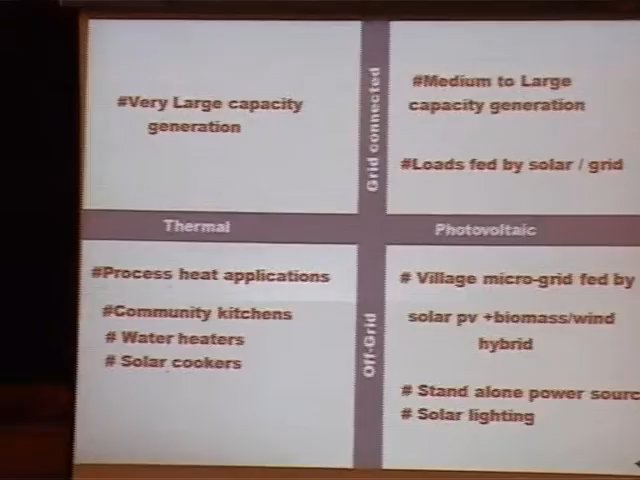 #Very Large capacity
generation
Grid connected
#Medium to Large
capacity generation
#Loads fed by solar / grid
Thermal
Photovoltaic
#Process heat applications
#Community kitchens
# Water heaters
# Solar cookers
Off-Grid
# Village micro-grid fed by
solar pv +biomass/wind
hybrid
# Stand alone power sourc
# Solar lighting